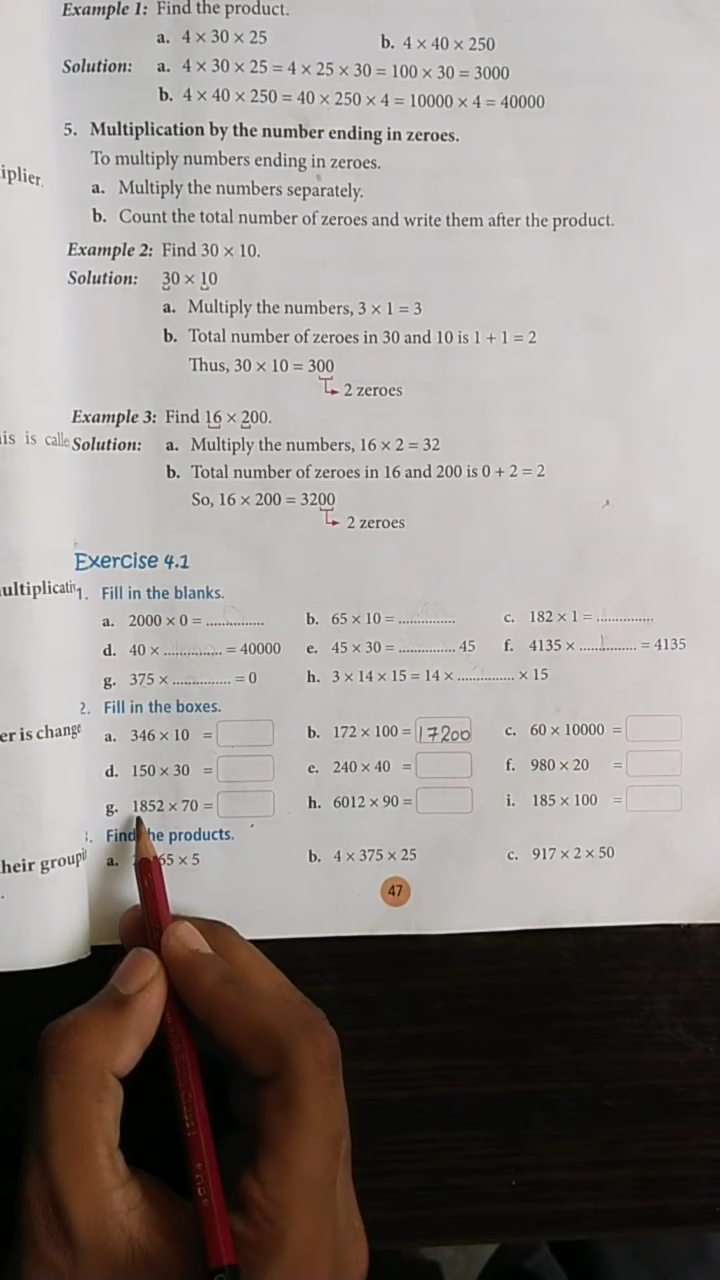 Example 1: Find the product.
a. 4 × 30 × 25 b. 4 × 40 × 250
Solution: a. 4 × 30 × 25 = 4 × 25 × 30 = 100 × 30 = 3000
b. 4 × 40 × 250 = 40 × 250 × 4 = 10000 × 4 = 40000
5. Multiplication by the number ending in zeroes.
To multiply numbers ending in zeroes.
iplier.
a. Multiply the numbers separately.
b. Count the total number of zeroes and write them after the product.
Example 2: Find 30 × 10.
Solution: 30 × 10
a. Multiply the numbers, 3 × 1 = 3
b. Total number of zeroes in 30 and 10 is 1 + 1 = 2
Thus, 30 × 10 = 300
2 zeroes
Example 3: Find 16 × 200.
is is calle Solution: a. Multiply the numbers, 16 × 2 = 32
b. Total number of zeroes in 16 and 200 is 0 + 2 = 2
So, 16 × 200 = 3200
2 zeroes
Exercise 4.1
ultiplicati 1. Fill in the blanks.
a. 2000 × 0 = .............. b. 65 × 10 = .............. c. 182 × 1 = ..............
d. 40 × .............. = 40000 e. 45 × 30 = .............. 45 f. 4135 × .............. = 4135
g. 375 × .............. = 0 h. 3 × 14 × 15 = 14 × .............. × 15
2. Fill in the boxes.
er is change a. 346 × 10 = b. 172 × 100 = 17200 c. 60 × 10000 =
d. 150 × 30 = e. 240 × 40 = f. 980 × 20 =
g. 1852 × 70 = h. 6012 × 90 = i. 185 × 100 =
Find he products.
heir groupi a. 65 × 5 b. 4 × 375 × 25 c. 917 × 2 × 50
47